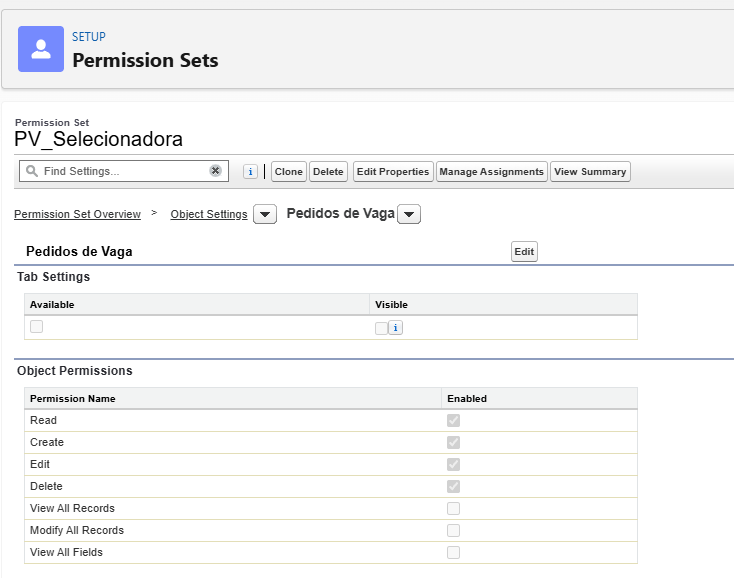 SETUP
Permission Sets
Permission Set
PV_Selecionadora
Find Settings... i Clone Delete Edit Properties Manage Assignments View Summary
Permission Set Overview > Object Settings Pedidos de Vaga
Pedidos de Vaga Edit
Tab Settings
Available Visible
i
Object Permissions
Permission Name Enabled
Read
Create
Edit
Delete
View All Records
Modify All Records
View All Fields